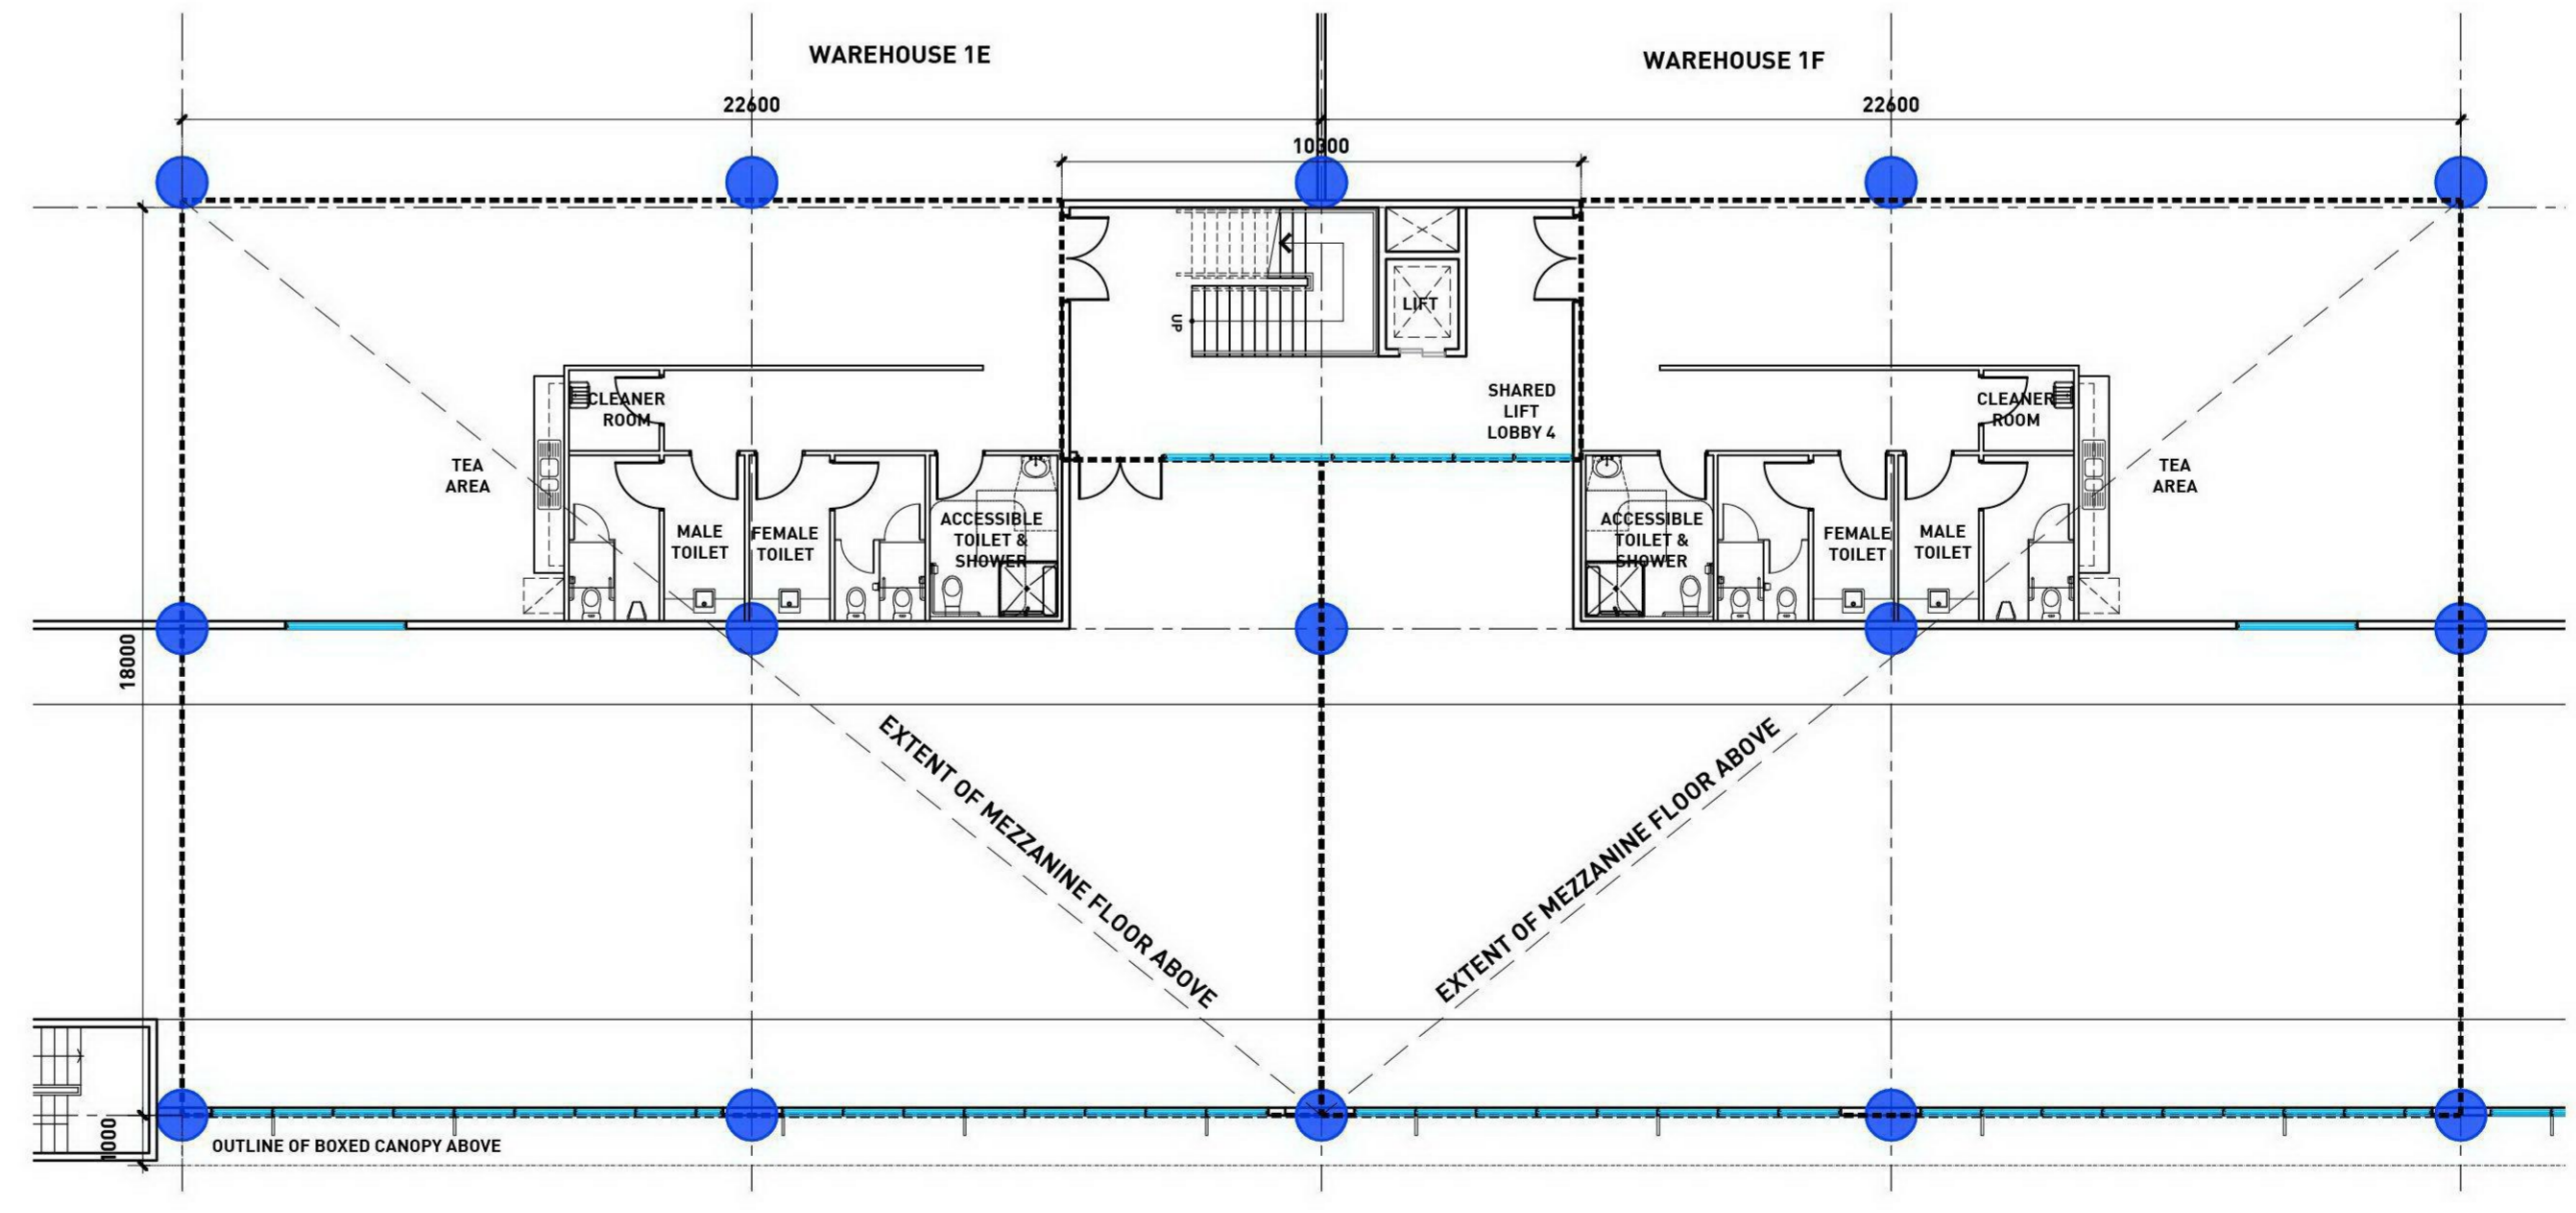 WAREHOUSE 1E
WAREHOUSE 1F
22600
22600
10300
LIFT
UP
CLEANER
ROOM
SHARED
LIFT
LOBBY 4
CLEANER
ROOM
TEA
AREA
TEA
AREA
MALE
TOILET
FEMALE
TOILET
ACCESSIBLE
TOILET &
SHOWER
ACCESSIBLE
TOILET &
SHOWER
FEMALE
TOILET
MALE
TOILET
18000
EXTENT OF MEZZANINE FLOOR ABOVE
EXTENT OF MEZZANINE FLOOR ABOVE
1000
OUTLINE OF BOXED CANOPY ABOVE